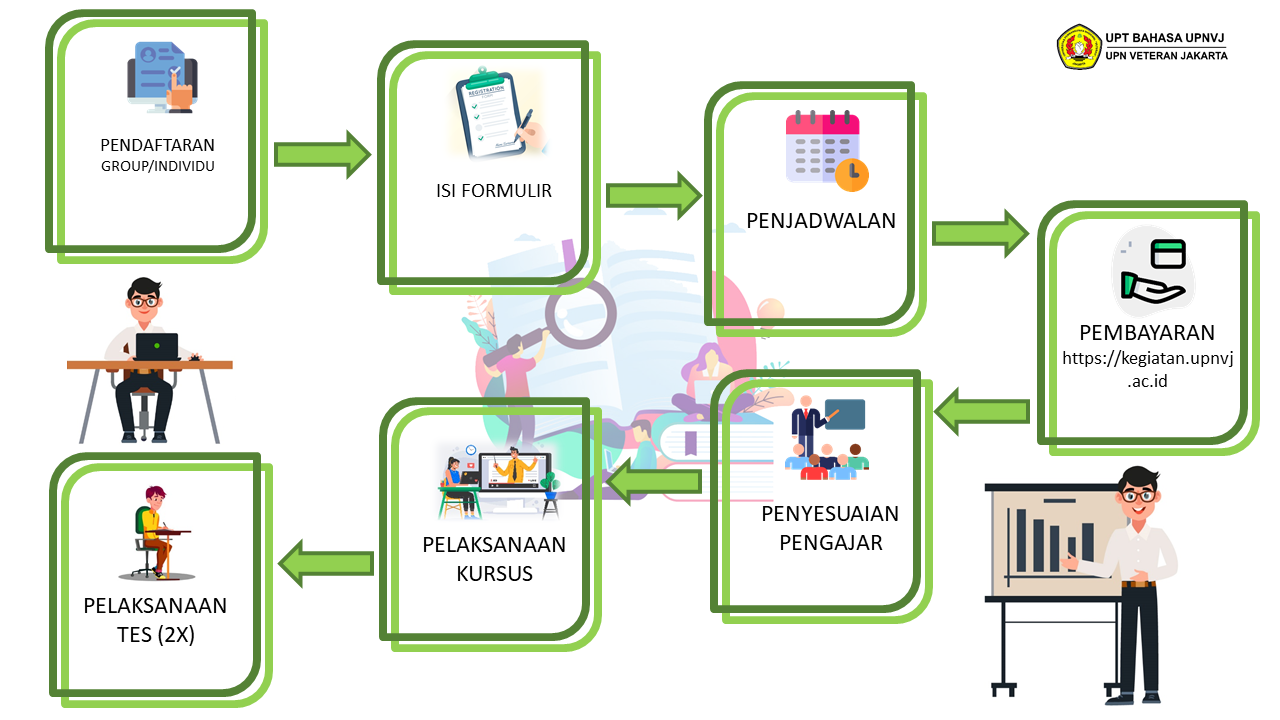 UPT BAHASA UPNVJ
UPN VETERAN JAKARTA
PENDAFTARAN
GROUP/INDIVIDU
REGISTRATION
ISI FORMULIR
PENJADWALAN
PEMBAYARAN
https://kegiatan.upnvj
.ac.id
PENYESUAIAN
PENGAJAR
PELAKSANAAN
KURSUS
PELAKSANAAN
TES (2X)